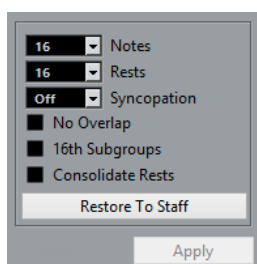 16 Notes
16 Rests
Off Syncopation
No Overlap
16th Subgroups
Consolidate Rests
Restore To Staff
Apply